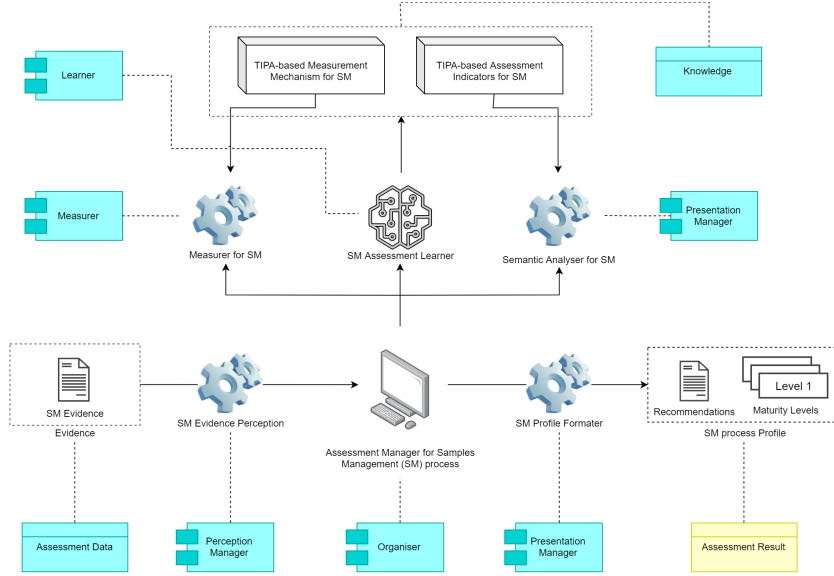 TIPA-based Measurement
Mechanism for SM
TIPA-based Assessment
Indicators for SM
Learner
Knowledge
Measurer
Presentation
Manager
Measurer for SM
SM Assessment Learner
Semantic Analyser for SM
Level 1
SM Evidence
Recommendations
Maturity Levels
SM Evidence Perception
SM Profile Formater
Evidence
SM process Profile
Assessment Manager for Samples
Management (SM) process
Assessment Data
Perception
Manager
Organiser
Presentation
Manager
Assessment Result